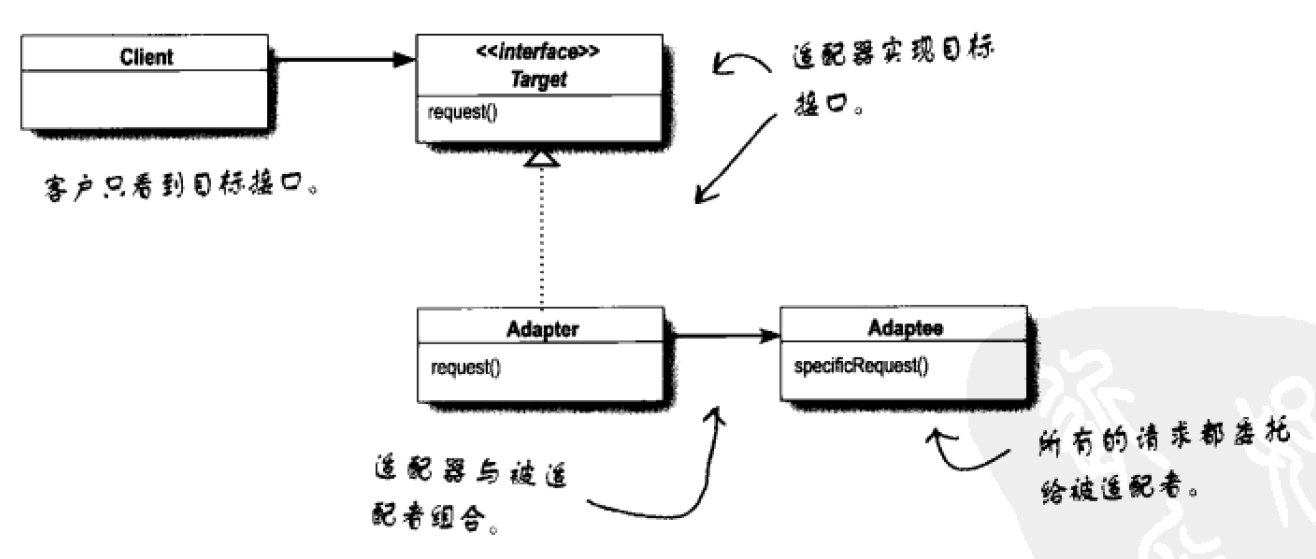 Client
<<interface>>
Target
request()
适配器实现目标
接口。
客户只看到目标接口。
Adapter
request()
Adaptee
specificRequest()
适配器与被适
配者组合。
所有的请求都委托
给被适配者。